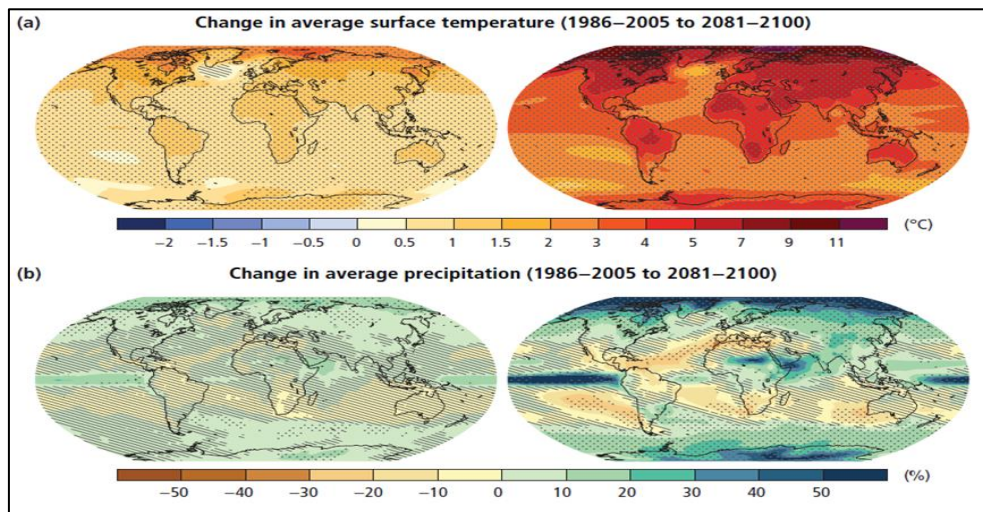 (a) Change in average surface temperature (1986−2005 to 2081−2100)
−2 −1.5 −1 −0.5 0 0.5 1 1.5 2 3 4 5 7 9 11 (°C)
(b) Change in average precipitation (1986−2005 to 2081−2100)
−50 −40 −30 −20 −10 0 10 20 30 40 50 (%)